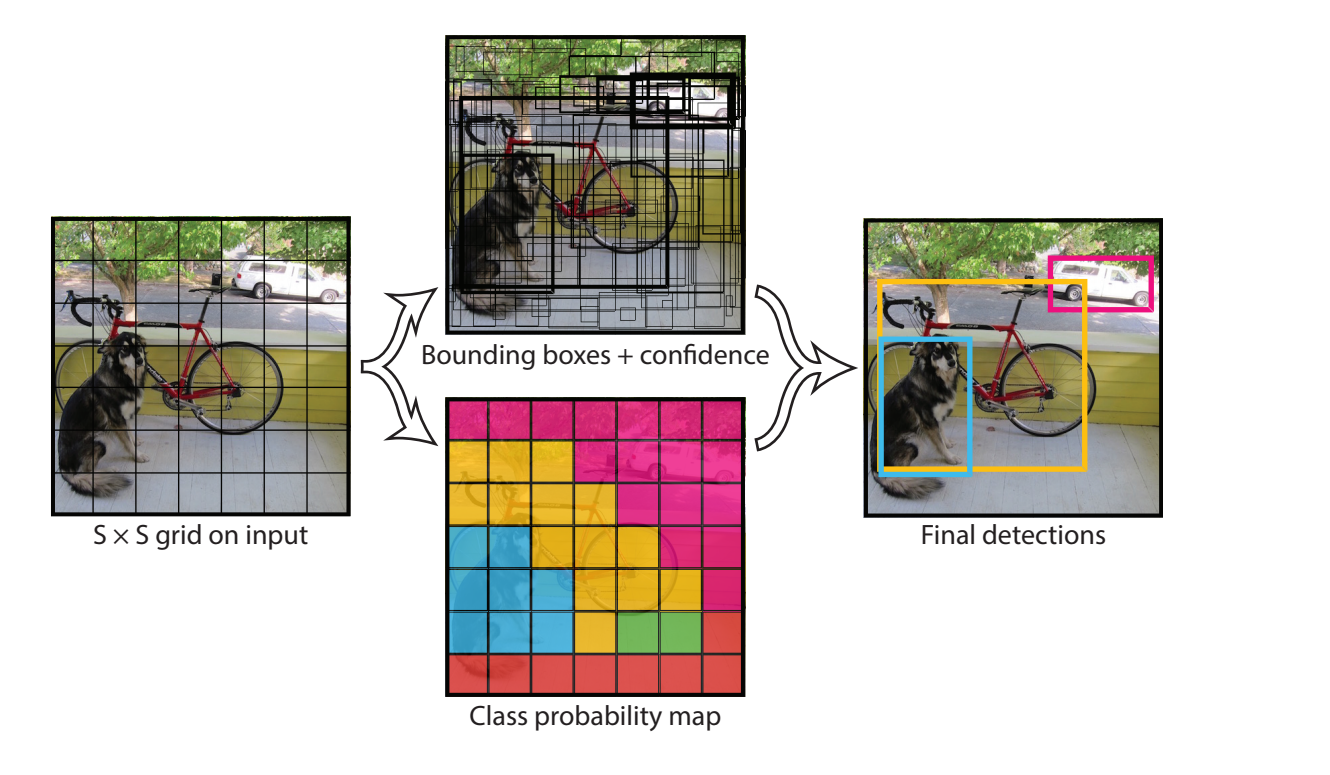 Bounding boxes + confidence
S × S grid on input
Final detections
Class probability map